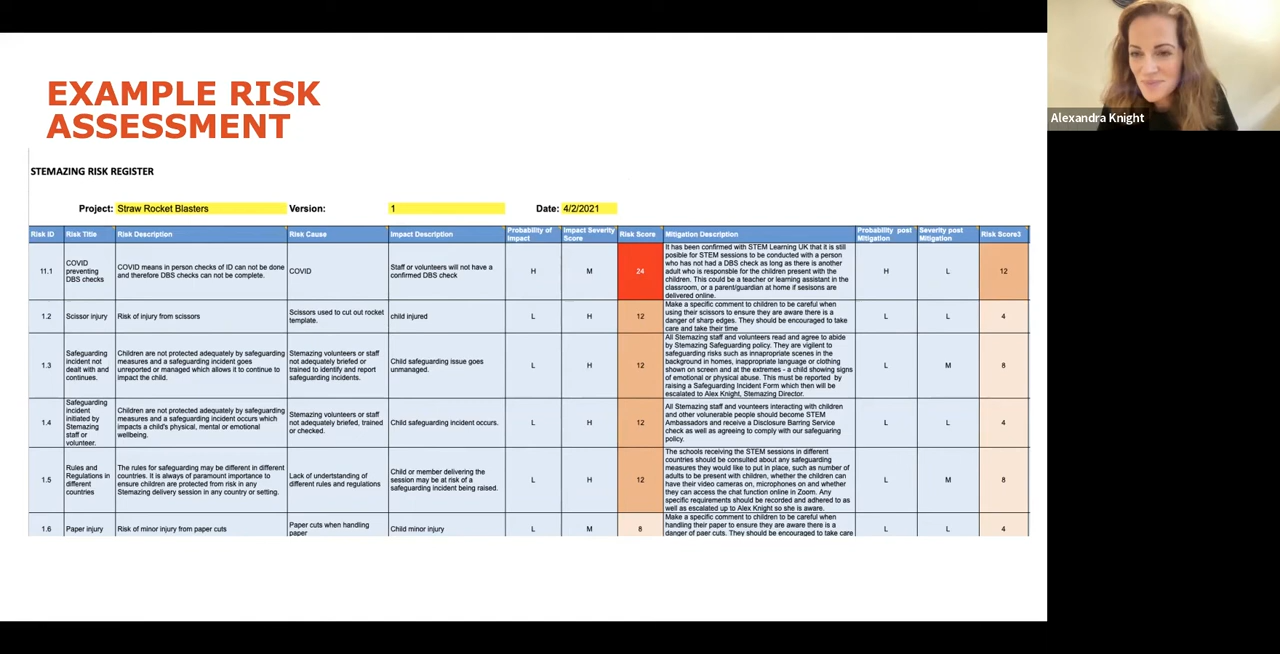 EXAMPLE RISK
ASSESSMENT
STEMAZING RISK REGISTER
Project: Straw Rocket Blasters Version: 1 Date: 4/2/2021
Risk ID
Risk Title
Risk Description
Risk Cause
Impact Description
Probability of
Impact
Impact Severity
Score
Risk Score
Mitigation Description
Probability post
Mitigation
Severity post
Mitigation
Risk Score3
11.1
COVID
preventing
DBS checks
COVID means in person checks of ID can not be done
and therefore DBS checks can not be complete.
COVID
Staff or volunteers will not have a
confirmed DBS check
H
M
24
It has been confirmed with STEM Learning UK that it is still
posible for STEM sessions to be conducted with a person
who has not had a DBS check as long as there is another
adult who is responsible for the children present with the
children. This could be a teacher or learning assistant in the
classroom, or a parent/guardian at home if sesisons are
delivered online.
H
L
12
1.2
Scissor injury
Risk of injury from scissors
Scissors used to cut out rocket
template.
child injured
L
H
12
Make a specific comment to children to be careful when
using their scissors to ensure they are aware there is a
danger of sharp edges. They should be encouraged to take
care and take their time
L
L
4
1.3
Safeguarding
incident not
dealt with and
continues.
Children are not protected adequately by safeguarding
measures and a safeguarding incident goes
unreported or managed which allows it to continue to
impact the child.
Stemazing volunteers or staff
not adequately briefed or
trained to identify and report
safeguarding incidents.
Child safeguarding issue goes
unmanaged.
L
H
12
All Stemazing staff and volunteers read and agree to abide
by Stemazing Safeguarding policy. They are vigilent to
safeguarding risks such as innapropriate scenes in the
background in homes, inappropriate language or clothing
shown on screen and at the extremes - a child showing signs
of emotional or physical abuse. This must be reported by
raising a Safeguarding Incident Form which then will be
escalated to Alex Knight, Stemazing Director.
L
M
8
1.4
Safeguarding
incident
initiated by
Stemazing
staff or
volunteer.
Children are not protected adequately by safeguarding
measures and a safeguarding incident occurs which
impacts a child's physical, mental or emotional
wellbeing.
Stemazing volunteers or staff
not adequately briefed, trained
or checked.
Child safeguarding incident occurs.
L
H
12
All Stemazing staff and vounteers interacting with children
and other volunerable people should become STEM
Ambassadors and receive a Disclosure Barring Service
check as well as agreeing to comply with our safeguaring
policy.
L
L
4
1.5
Rules and
Regulations in
different
countries
The rules for safeguarding may be different in different
countries. It is always of paramount importance to
ensure children are protected from risk in any
Stemazing delivery session in any country or setting.
Lack of undertstanding of
different rules and regulations
Child or member delivering the
session may be at risk of a
safeguarding incident being raised.
L
H
12
The schools receiving the STEM sessions in different
countries should be consulted about any safeguarding
measures they would like to put in place, such as number of
adults to be present with children, whether the children can
have their video cameras on, microphones on and whether
they can access the chat function online in Zoom. Any
specific requirements should be recorded and adhered to as
well as escalated up to Alex Knight so she is aware.
L
M
8
1.6
Paper injury
Risk of minor injury from paper cuts
Paper cuts when handling
paper
Child minor injury
L
M
8
Make a specific comment to children to be careful when
handling their paper to ensure they are aware there is a
danger of paer cuts. They should be encouraged to take care
L
L
4
Alexandra Knight